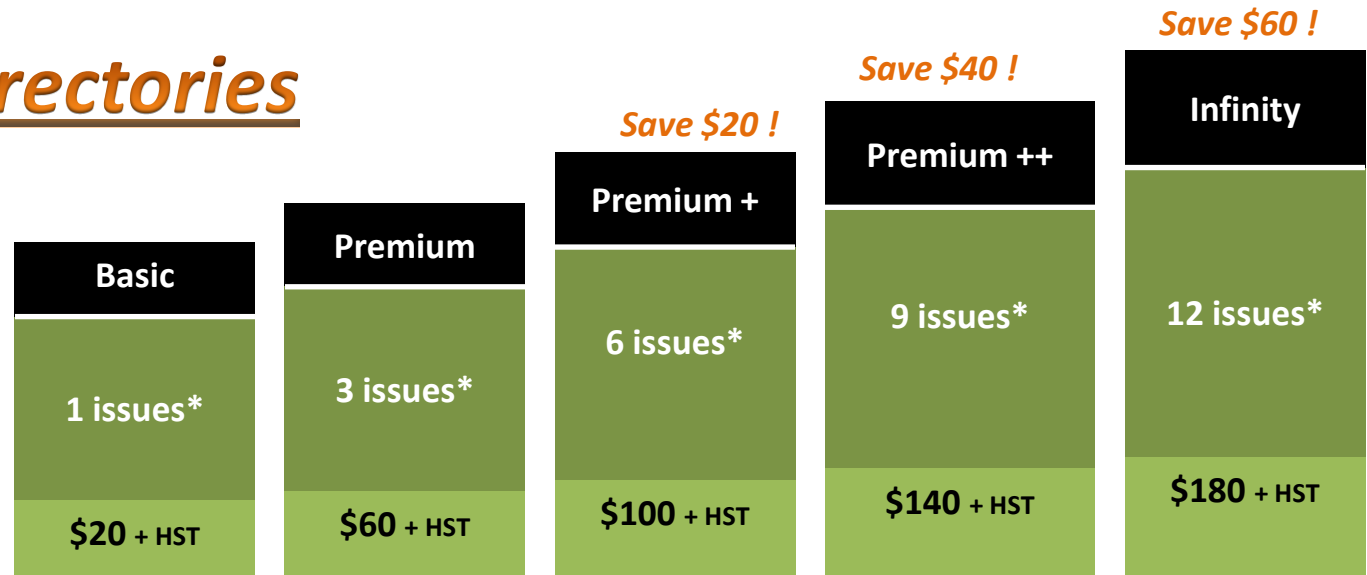 rectories
Basic
1 issues*
$20 + HST
Premium
3 issues*
$60 + HST
Save $20 !
Premium +
6 issues*
$100 + HST
Save $40 !
Premium ++
9 issues*
$140 + HST
Save $60 !
Infinity
12 issues*
$180 + HST